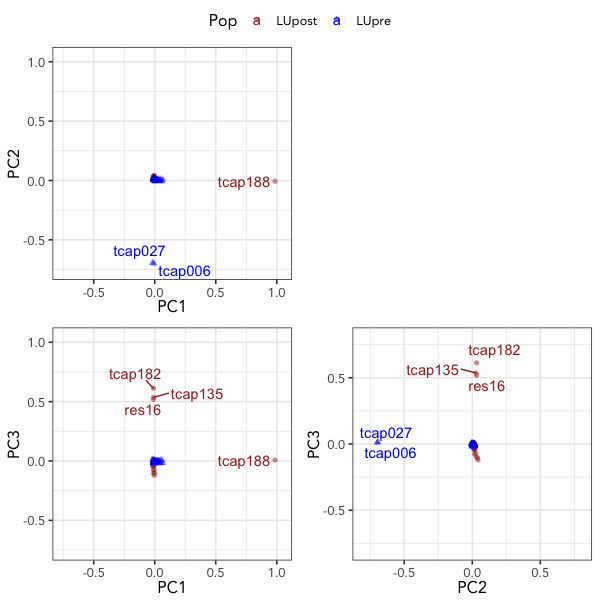 Pop a LUpost a LUpre
1.0
0.5
0.0
-0.5
PC2
tcap188
tcap027
tcap006
-0.5 0.0 0.5 1.0
PC1
1.0
0.5
0.0
-0.5
PC3
tcap182
tcap135
res16
tcap188
-0.5 0.0 0.5 1.0
PC1
0.5
0.0
-0.5
PC3
tcap182
tcap135
res16
tcap027
tcap006
-0.5 0.0 0.5
PC2